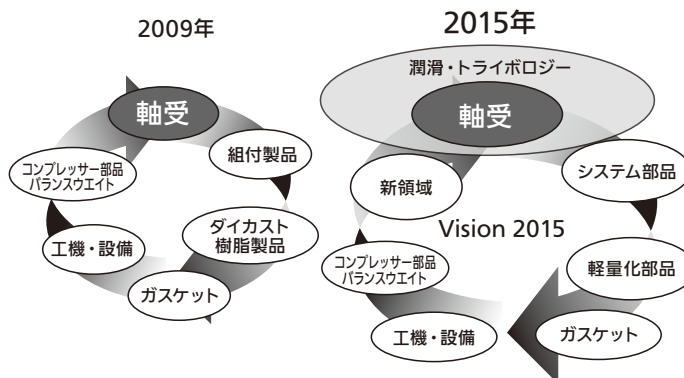 2009年
軸受
組付製品
ダイカスト
樹脂製品
ガスケット
工機・設備
コンプレッサー部品
バランスウエイト
2015年
潤滑・トライボロジー
軸受
システム部品
軽量化部品
ガスケット
工機・設備
コンプレッサー部品
バランスウエイト
新領域
Vision 2015